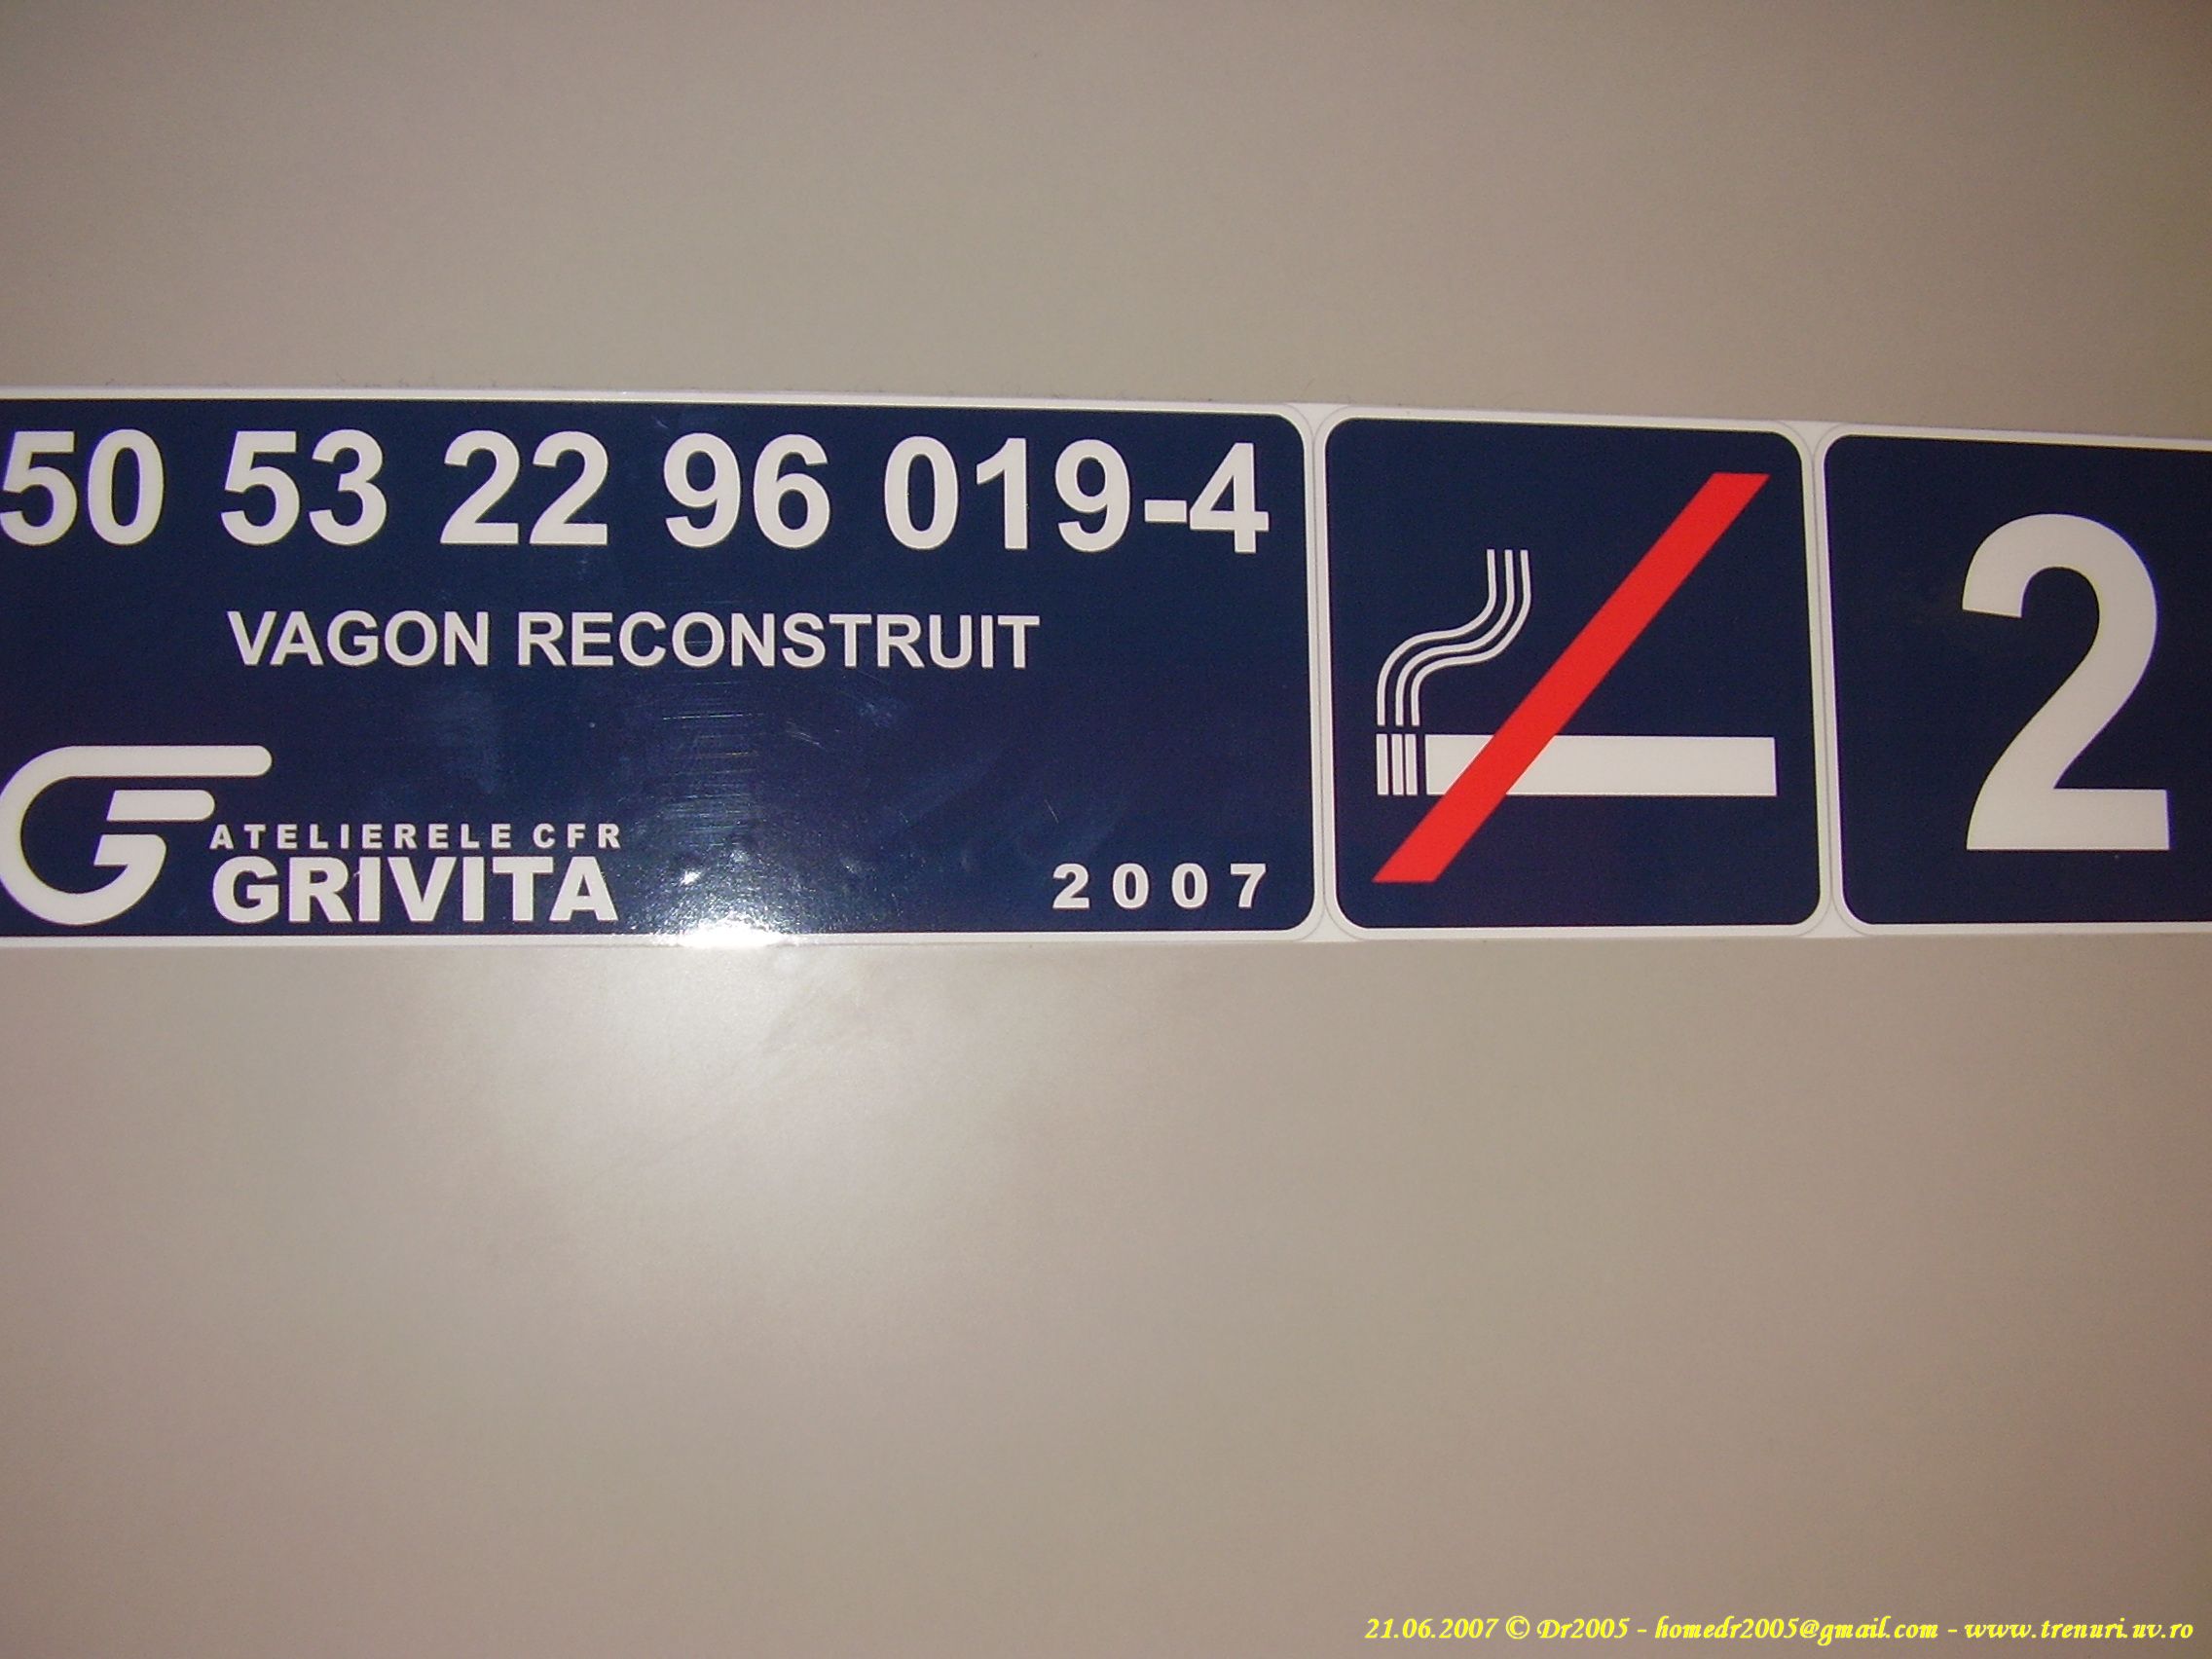 50 53 22 96 019-4
VAGON RECONSTRUIT
ATELIERELE CFR
GRIVITA
2007
2
21.06.2007 © Dr2005 - homedr2005@gmail.com - www.trenuri.uv.ro